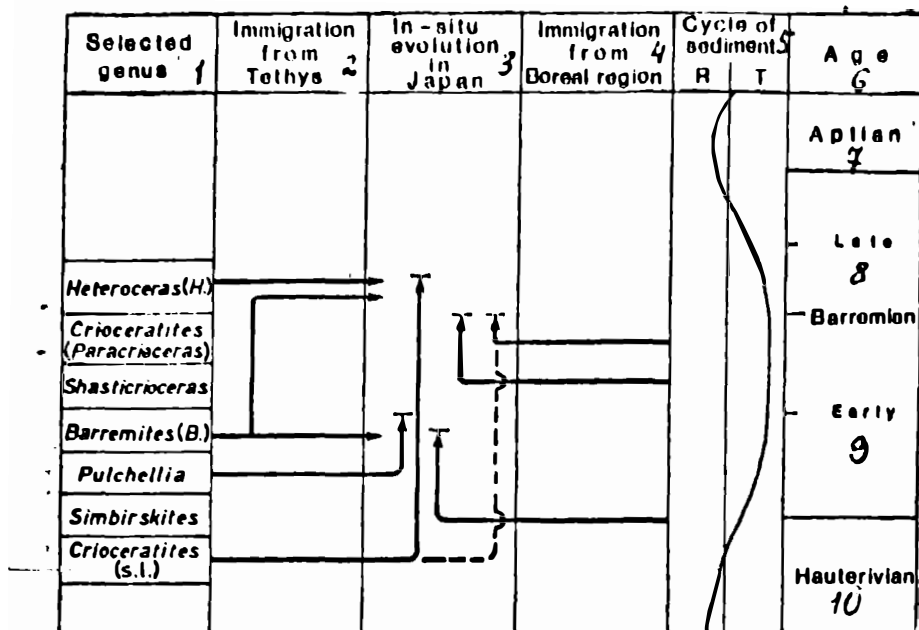 Selected
genus 1
Immigration
from
Tethys 2
In-situ
evolution
in 3
Japan
Immigration
from 4
Boreal region
Cycle of
sediment 5
R T
Age
6
Aptian
7
Late
8
Barremian
Early
9
Hauterivian
10
Heteroceras (H.)
Crioceratites
(Paracrioceras)
Shasticrioceras
Barremites (B.)
Pulchellia
Simbirskites
Crioceratites
(s.l.)